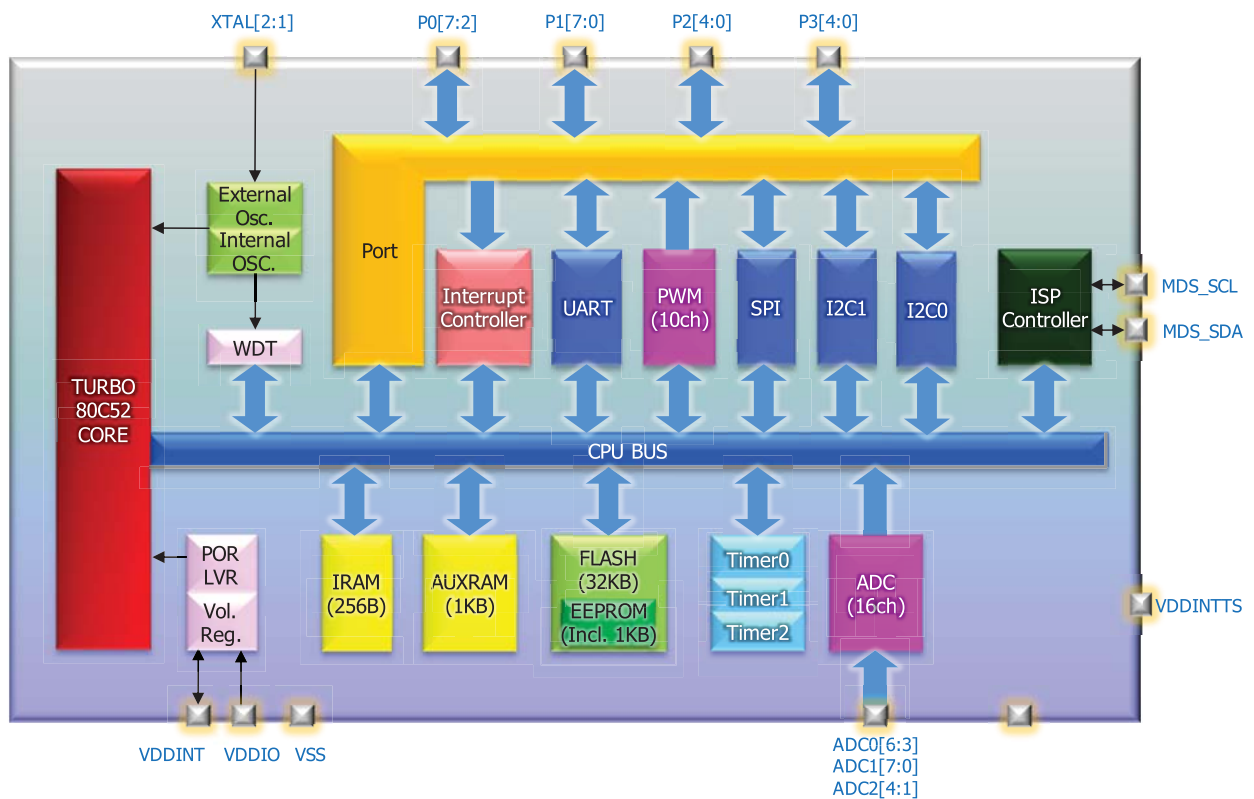 XTAL[2:1]
P0[7:2]
P1[7:0]
P2[4:0]
P3[4:0]
External
Osc.
Internal
OSC.
Port
Interrupt
Controller
UART
PWM
(10ch)
SPI
I2C1
I2C0
ISP
Controller
MDS_SCL
MDS_SDA
WDT
TURBO
80C52
CORE
CPU BUS
POR
LVR
Vol.
Reg.
IRAM
(256B)
AUXRAM
(1KB)
FLASH
(32KB)
EEPROM
(Incl. 1KB)
Timer0
Timer1
Timer2
ADC
(16ch)
VDDINTTS
VDDINT
VDDIO
VSS
ADC0[6:3]
ADC1[7:0]
ADC2[4:1]